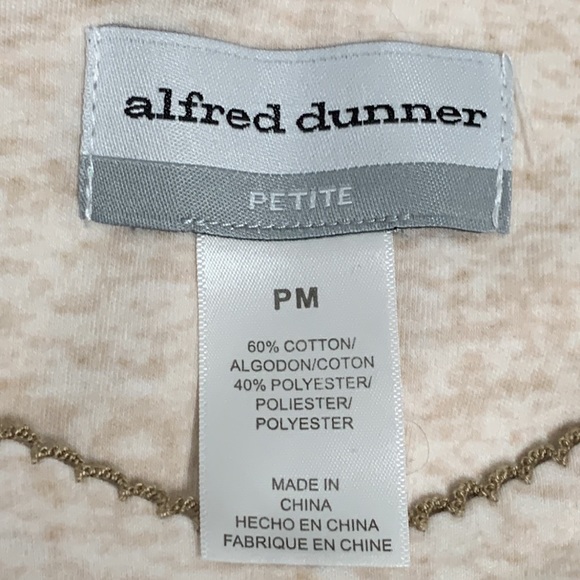 alfred dunner
PETITE
PM
60% COTTON/
ALGODON/COTON
40% POLYESTER/
POLIESTER/
POLYESTER
MADE IN
CHINA
HECHO EN CHINA
FABRIQUE EN CHINE